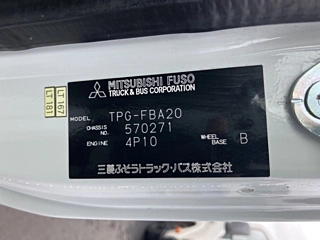 MITSUBISHI FUSO
TRUCK & BUS CORPORATION
MODEL TPG-FBA20
CHASSIS NO. 570271
ENGINE 4P10 WHEEL BASE B
三菱ふそうトラック・バス株式会社
LT167
LT181